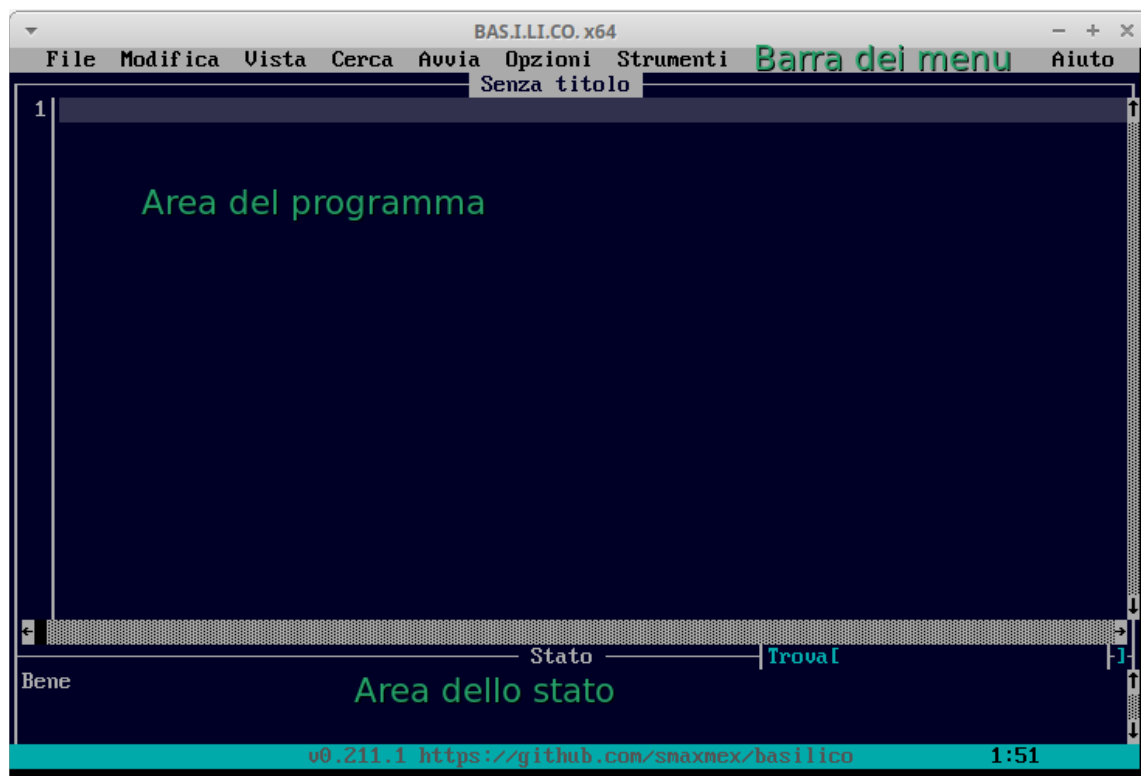 BAS.I.LI.CO. x64
File Modifica Vista Cerca Avvia Opzioni Strumenti Barra dei menu Aiuto
Senza titolo
1
Area del programma
Stato Trova[ ]
Bene
Area dello stato
v0.211.1 https://github.com/smaxmex/basilico 1:51